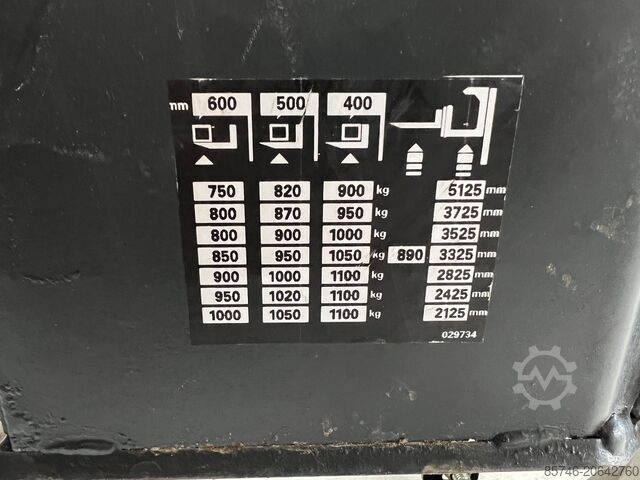 mm 600 500 400
750 820 900 kg 5125 mm
800 870 950 kg 3725 mm
800 900 1000 kg 3525 mm
850 950 1050 kg 890 3325 mm
900 1000 1100 kg 2825 mm
950 1020 1100 kg 2425 mm
1000 1050 1100 kg 2125 mm
029734
85746-20642760